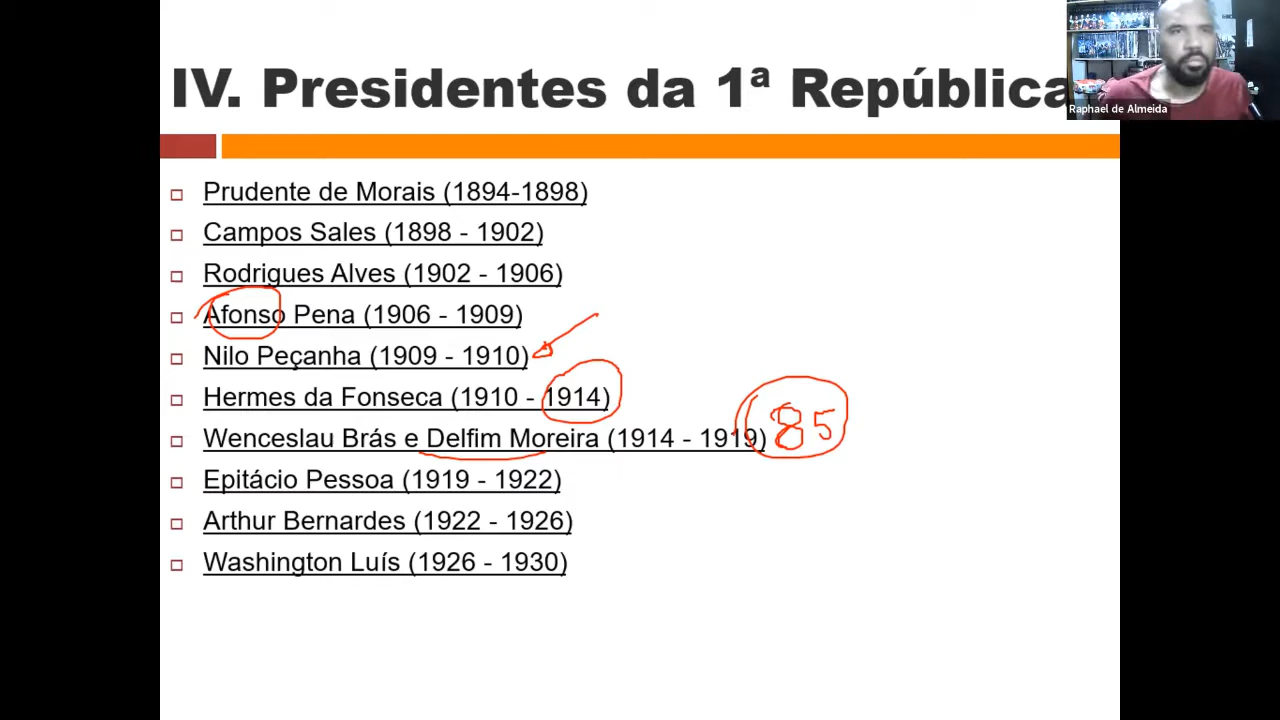 IV. Presidentes da 1ª República
Raphael de Almeida
Prudente de Morais (1894-1898)
Campos Sales (1898 - 1902)
Rodrigues Alves (1902 - 1906)
Afonso Pena (1906 - 1909)
Nilo Peçanha (1909 - 1910)
Hermes da Fonseca (1910 - 1914)
Wenceslau Brás e Delfim Moreira (1914 - 1919)
85
Epitácio Pessoa (1919 - 1922)
Arthur Bernardes (1922 - 1926)
Washington Luís (1926 - 1930)